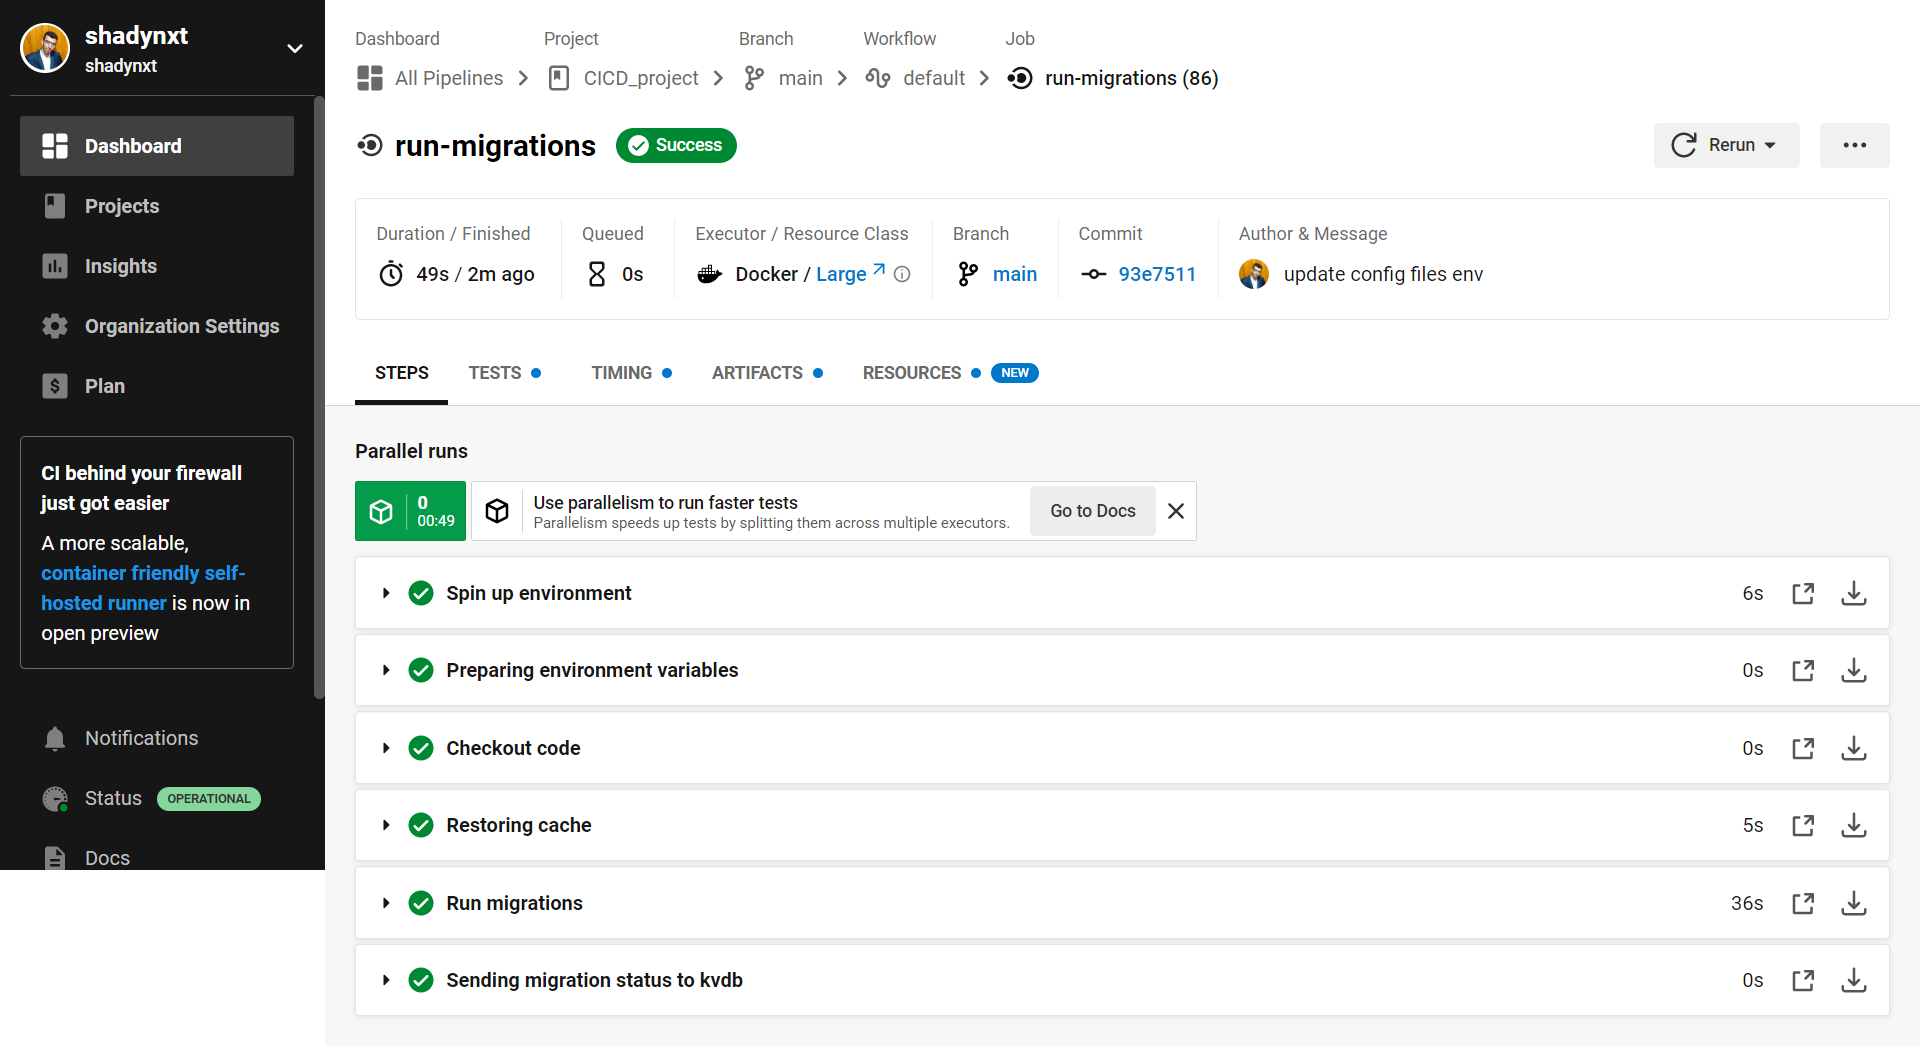 shadynxt
shadynxt
Dashboard
Projects
Insights
Organization Settings
Plan
CI behind your firewall
just got easier
A more scalable,
container friendly self-
hosted runner is now in
open preview
Notifications
Status OPERATIONAL
Docs
Dashboard Project Branch Workflow Job
All Pipelines CICD_project main default run-migrations (86)
run-migrations Success
Rerun
Duration / Finished Queued Executor / Resource Class Branch Commit Author & Message
49s / 2m ago 0s Docker / Large main 93e7511 update config files env
STEPS TESTS TIMING ARTIFACTS RESOURCES NEW
Parallel runs
0
00:49
Use parallelism to run faster tests
Parallelism speeds up tests by splitting them across multiple executors.
Go to Docs
Spin up environment 6s
Preparing environment variables 0s
Checkout code 0s
Restoring cache 5s
Run migrations 36s
Sending migration status to kvdb 0s